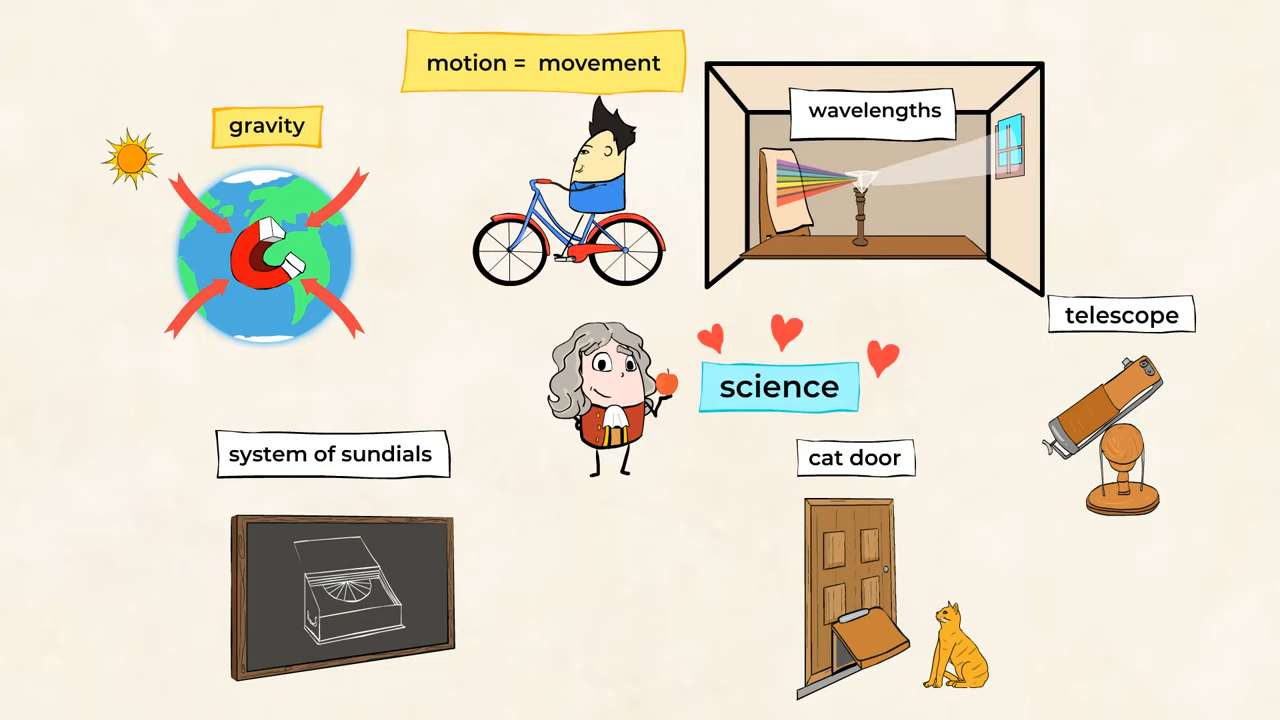 motion = movement
gravity
wavelengths
telescope
science
system of sundials
cat door